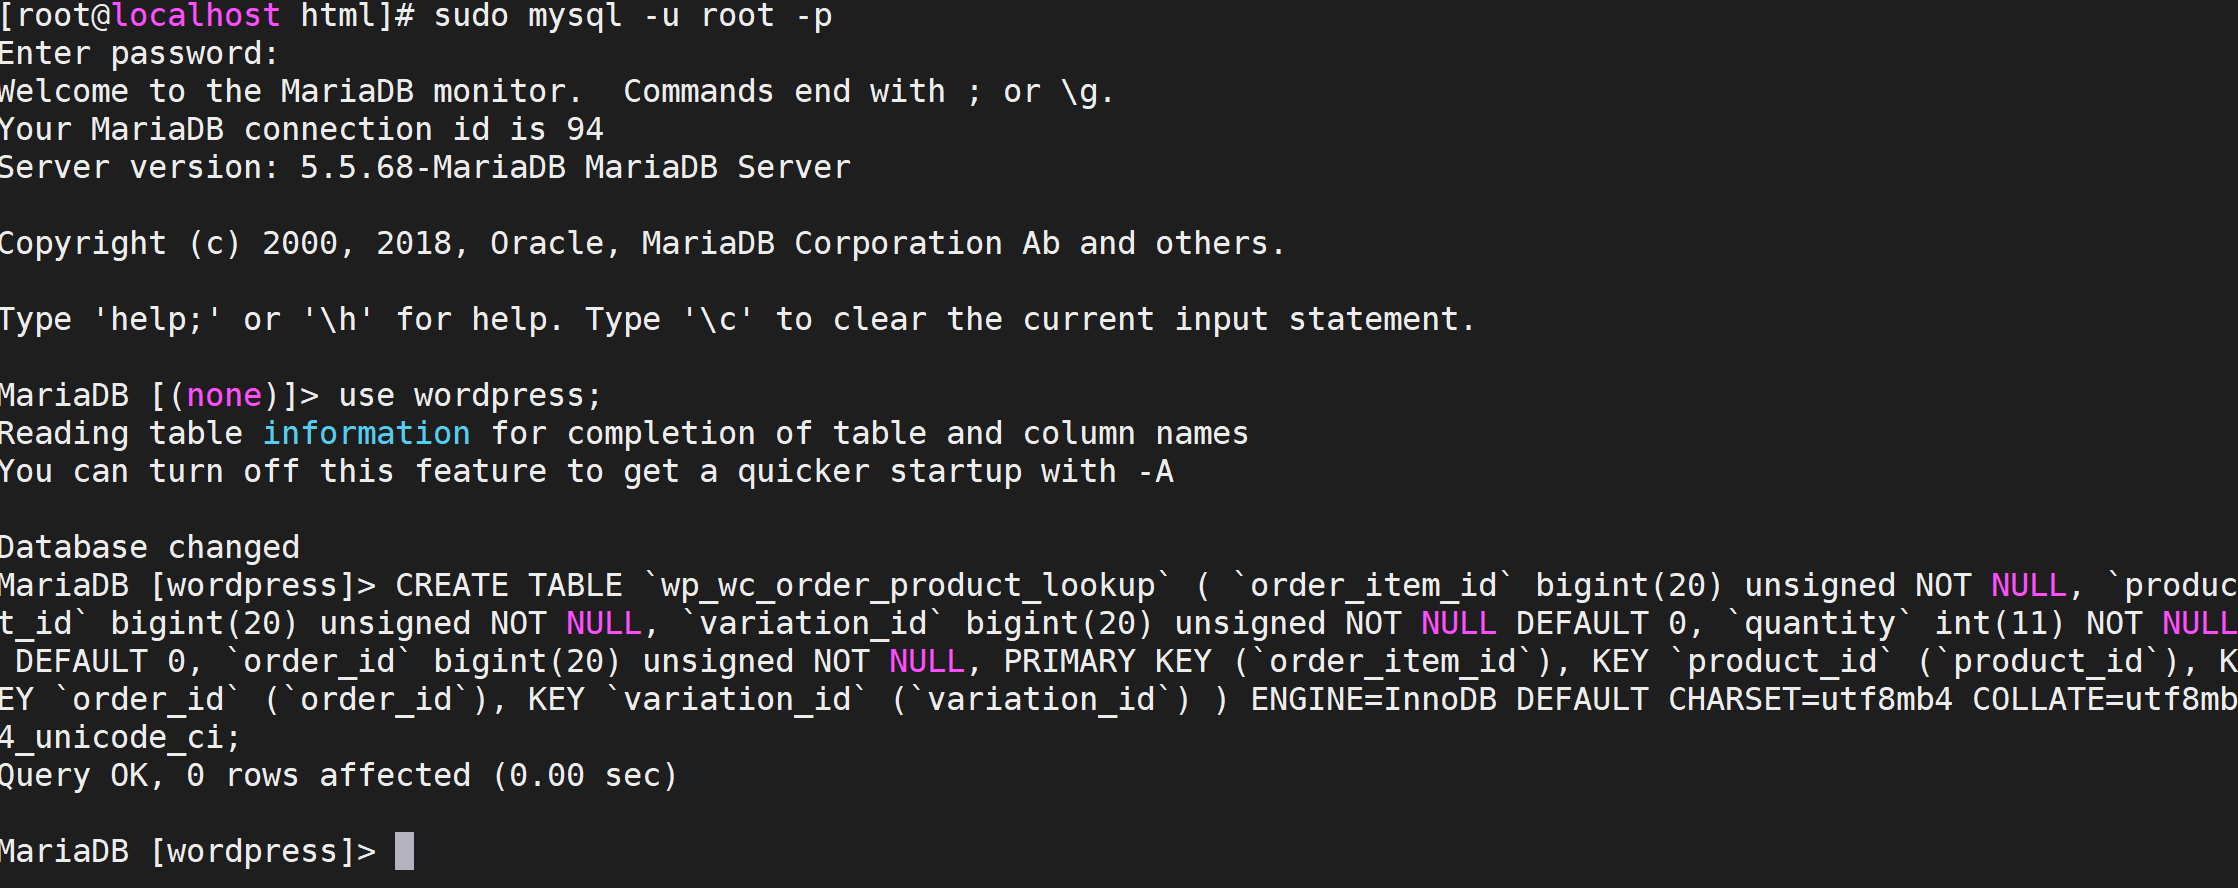 [root@localhost html]# sudo mysql -u root -p
Enter password:
Welcome to the MariaDB monitor.  Commands end with ; or \g.
Your MariaDB connection id is 94
Server version: 5.5.68-MariaDB MariaDB Server
Copyright (c) 2000, 2018, Oracle, MariaDB Corporation Ab and others.
Type 'help;' or '\h' for help. Type '\c' to clear the current input statement.
MariaDB [(none)]> use wordpress;
Reading table information for completion of table and column names
You can turn off this feature to get a quicker startup with -A
Database changed
MariaDB [wordpress]> CREATE TABLE `wp_wc_order_product_lookup` ( `order_item_id` bigint(20) unsigned NOT NULL, `produc
t_id` bigint(20) unsigned NOT NULL, `variation_id` bigint(20) unsigned NOT NULL DEFAULT 0, `quantity` int(11) NOT NULL
 DEFAULT 0, `order_id` bigint(20) unsigned NOT NULL, PRIMARY KEY (`order_item_id`), KEY `product_id` (`product_id`), K
EY `order_id` (`order_id`), KEY `variation_id` (`variation_id`) ) ENGINE=InnoDB DEFAULT CHARSET=utf8mb4 COLLATE=utf8mb
4_unicode_ci;
Query OK, 0 rows affected (0.00 sec)
MariaDB [wordpress]>